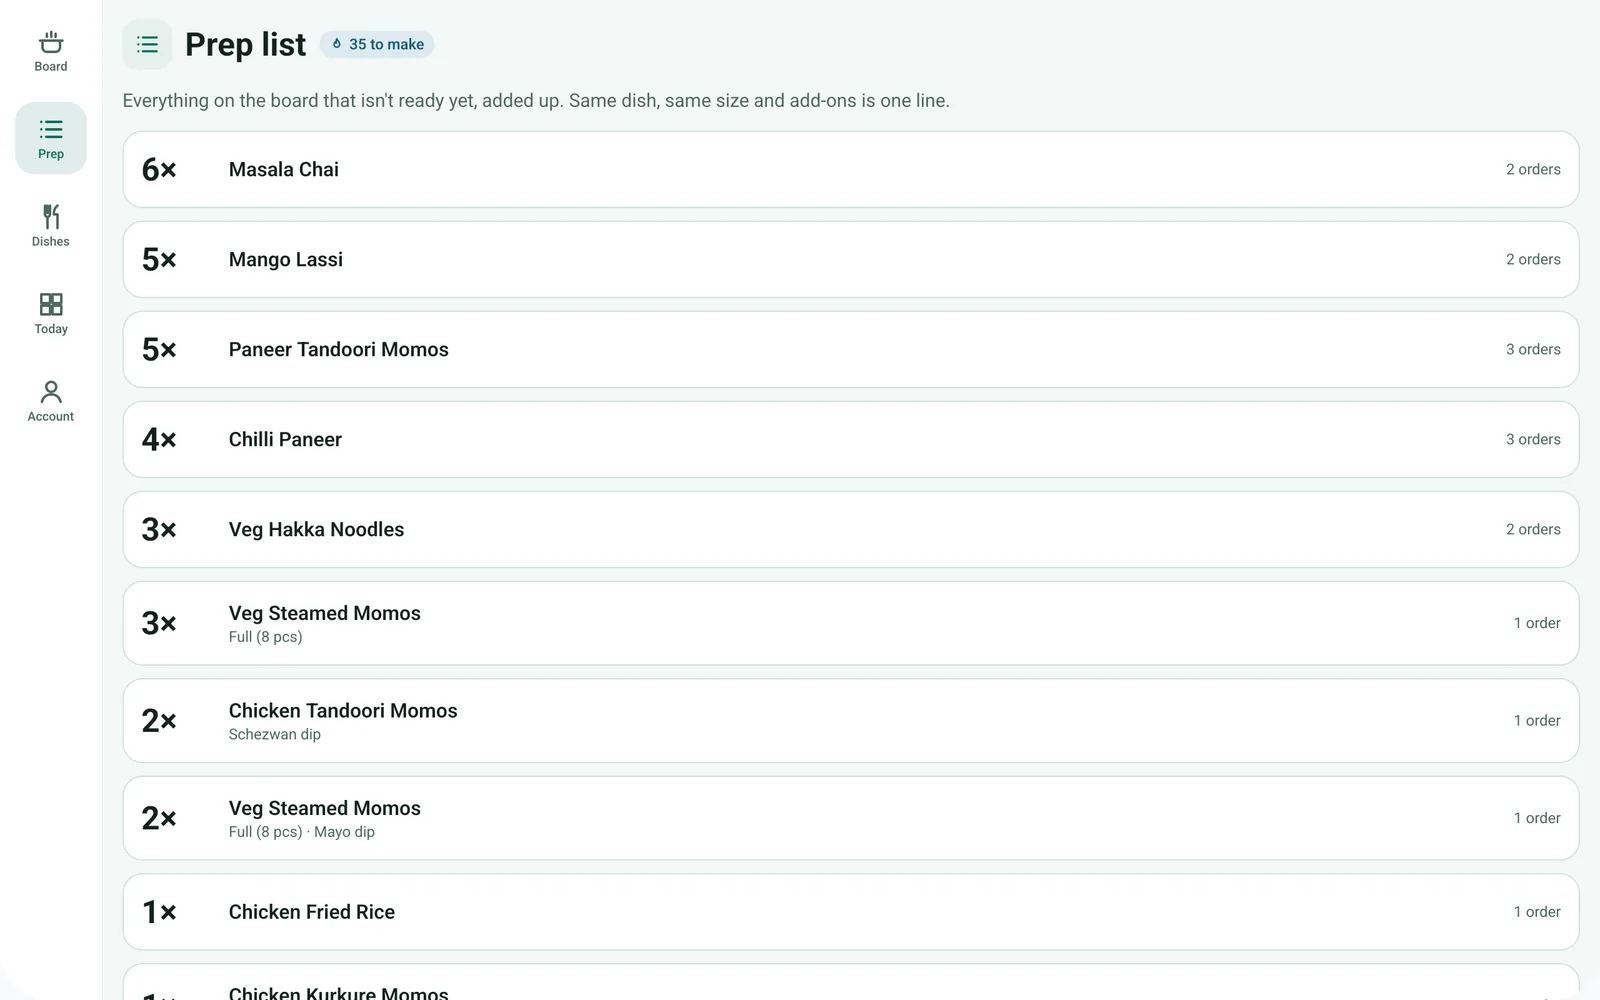 Board
Prep
Dishes
Today
Account
Prep list
35 to make
Everything on the board that isn't ready yet, added up. Same dish, same size and add-ons is one line.
6× Masala Chai 2 orders
5× Mango Lassi 2 orders
5× Paneer Tandoori Momos 3 orders
4× Chilli Paneer 3 orders
3× Veg Hakka Noodles 2 orders
3× Veg Steamed Momos 1 order
Full (8 pcs)
2× Chicken Tandoori Momos 1 order
Schezwan dip
2× Veg Steamed Momos 1 order
Full (8 pcs) · Mayo dip
1× Chicken Fried Rice 1 order
Chicken Kurkure Momos